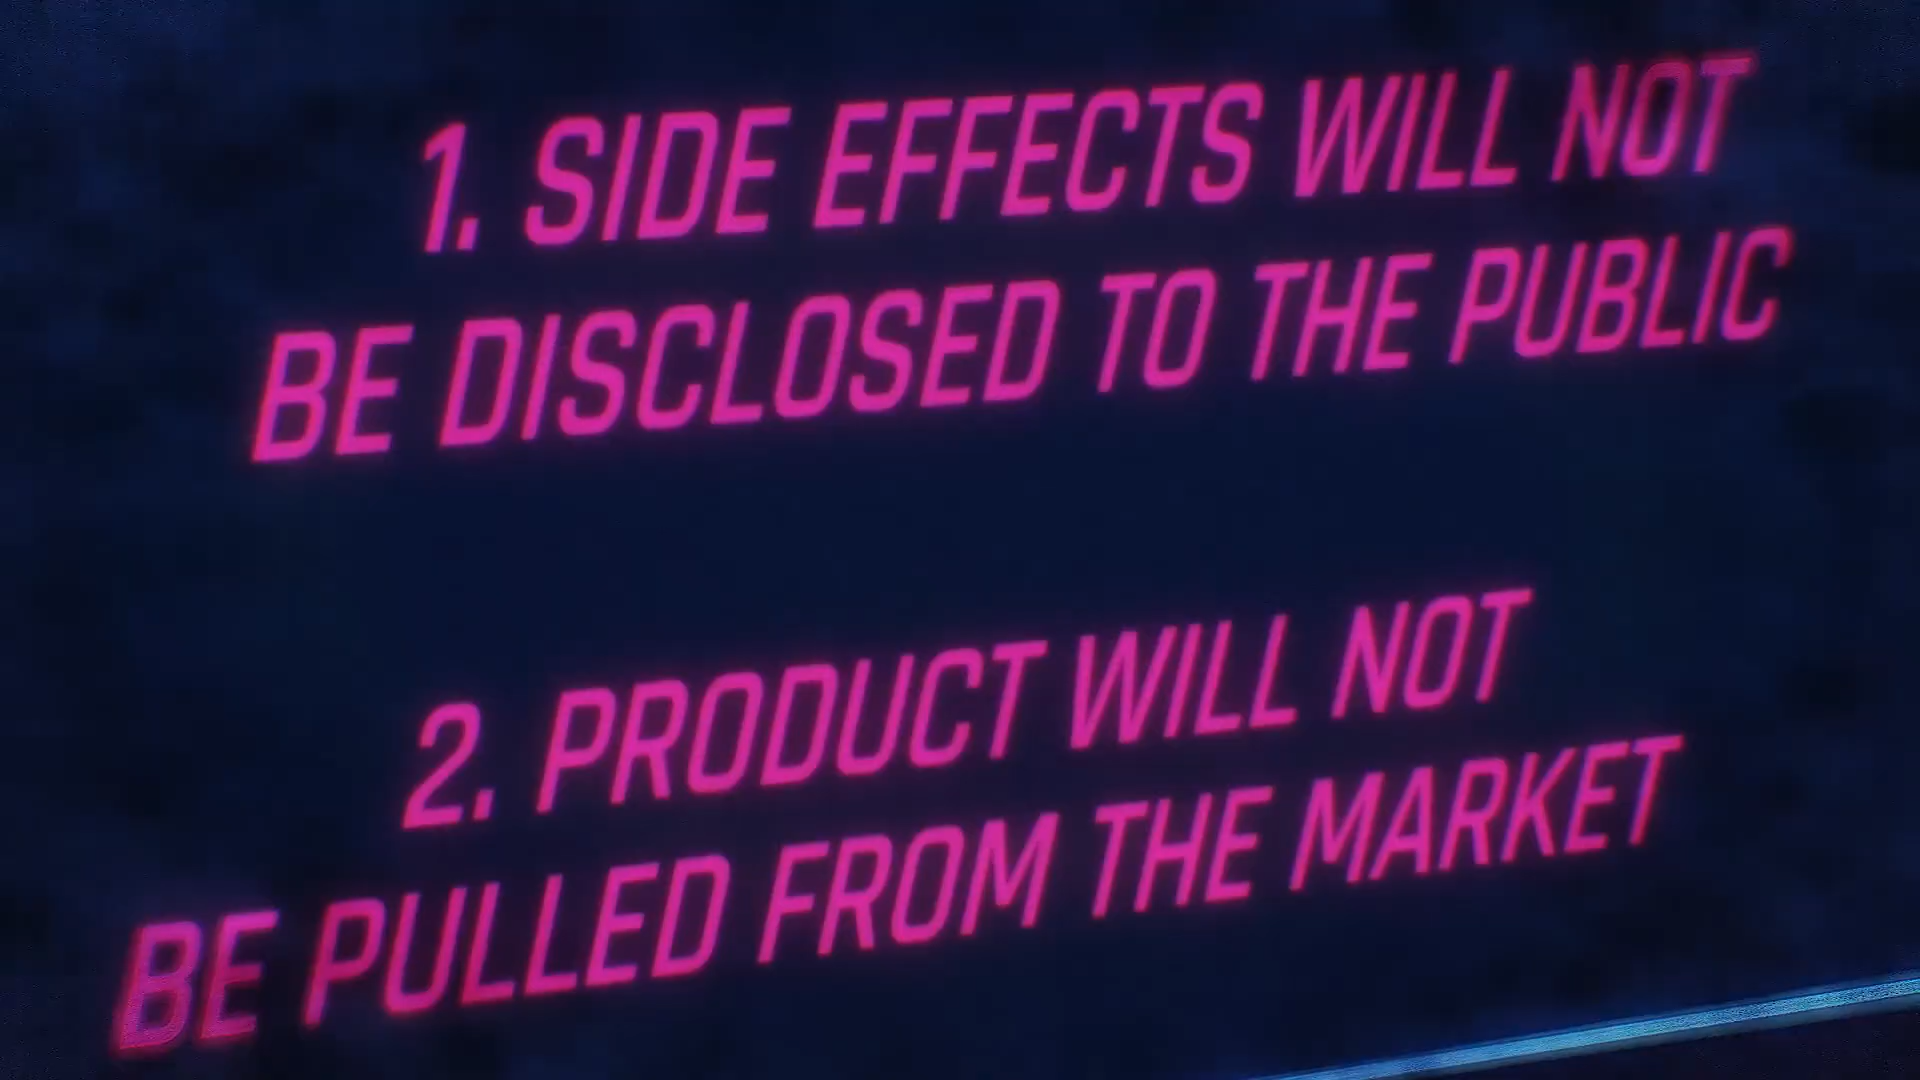 1. SIDE EFFECTS WILL NOT
BE DISCLOSED TO THE PUBLIC
2. PRODUCT WILL NOT
BE PULLED FROM THE MARKET